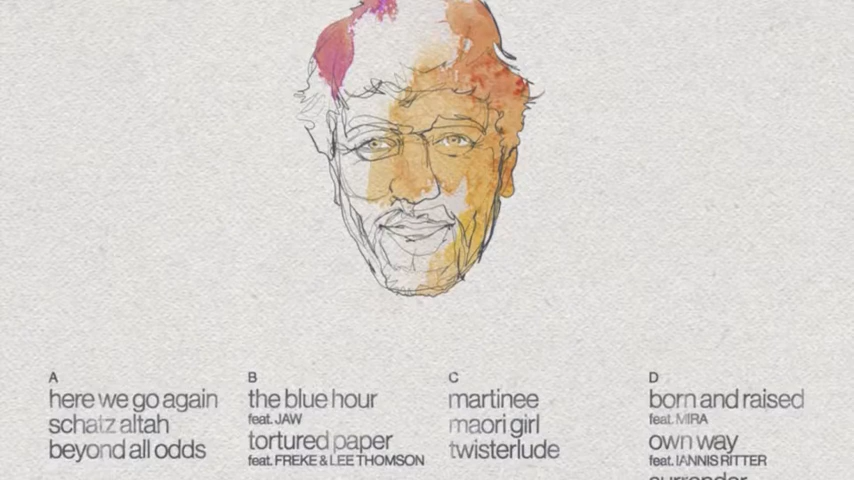 A
here we go again
schatz altah
beyond all odds
B
the blue hour
feat. JAW
tortured paper
feat. FREKE & LEE THOMSON
C
martinee
maori girl
twisterlude
D
born and raised
feat. MIRA
own way
feat. IANNIS RITTER
surrender